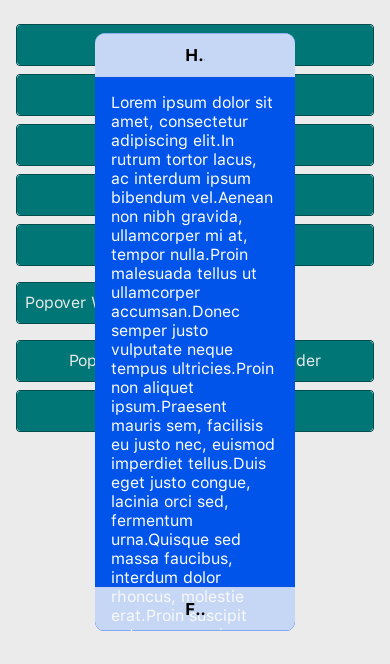 H.
Lorem ipsum dolor sit
amet, consectetur
adipiscing elit.In
rutrum tortor lacus,
ac interdum ipsum
bibendum vel.Aenean
non nibh gravida,
ullamcorper mi at,
tempor nulla.Proin
malesuada tellus ut
ullamcorper
accumsan.Donec
semper justo
vulputate neque
tempus ultricies.Proin
non aliquet
ipsum.Praesent
mauris sem, facilisis
eu justo nec, euismod
imperdiet tellus.Duis
eget justo congue,
lacinia orci sed,
fermentum
urna.Quisque sed
massa faucibus,
interdum dolor
rhoncus, molestie
erat.Proin suscipit
F..
Popover
Pop
der